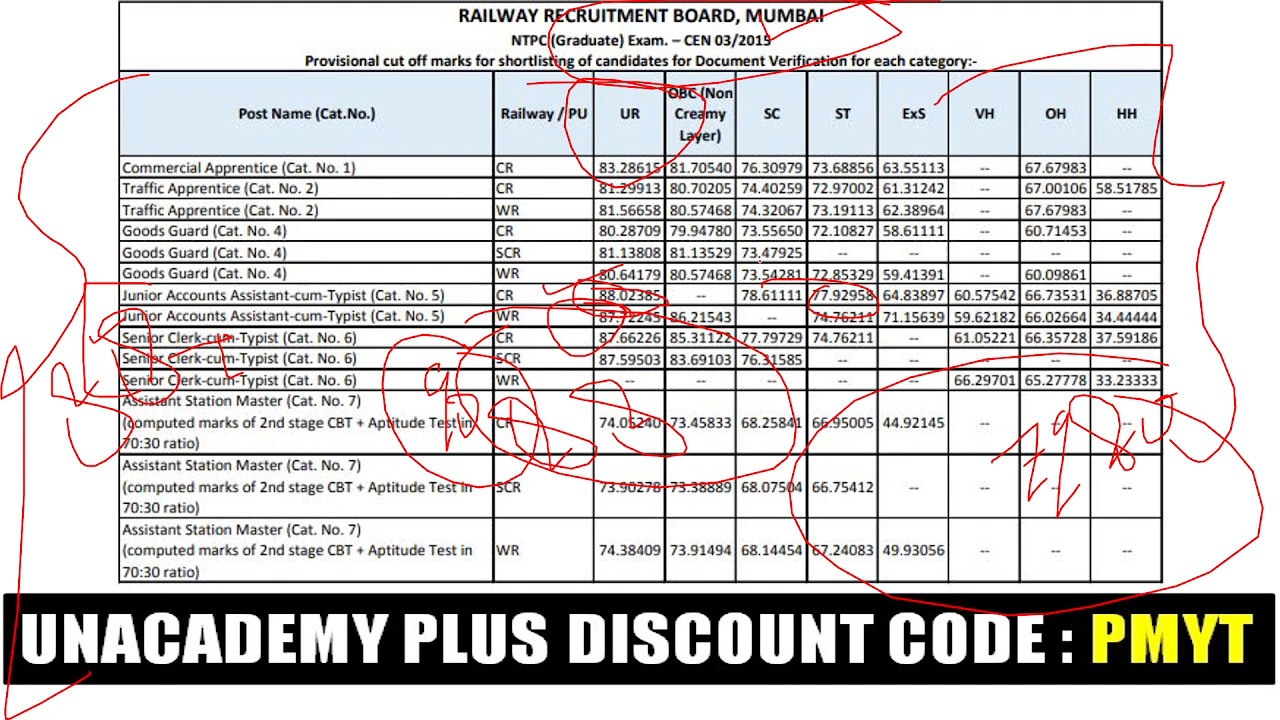 RAILWAY RECRUITMENT BOARD, MUMBAI
NTPC (Graduate) Exam. – CEN 03/2015
Provisional cut off marks for shortlisting of candidates for Document Verification for each category:-
Post Name (Cat.No.) Railway / PU UR OBC (Non Creamy Layer) SC ST ExS VH OH HH
Commercial Apprentice (Cat. No. 1) CR 83.28615 81.70540 76.30979 73.68856 63.55113 -- 67.67983 --
Traffic Apprentice (Cat. No. 2) CR 81.29913 80.70205 74.40259 72.97002 61.31242 -- 67.00106 58.51785
Traffic Apprentice (Cat. No. 2) WR 81.56658 80.57468 74.32067 73.19113 62.38964 -- 67.67983 --
Goods Guard (Cat. No. 4) CR 80.28709 79.94780 73.55650 72.10827 58.61111 -- 60.71453 --
Goods Guard (Cat. No. 4) SCR 81.13808 81.13529 73.47925 -- -- -- -- --
Goods Guard (Cat. No. 4) WR 80.64179 80.57468 73.54281 72.85329 59.41391 -- 60.09861 --
Junior Accounts Assistant-cum-Typist (Cat. No. 5) CR 88.02385 -- 78.61111 77.92958 64.83897 60.57542 66.73531 36.88705
Junior Accounts Assistant-cum-Typist (Cat. No. 5) WR 87.72245 86.21543 -- 74.76211 71.15639 59.62182 66.02664 34.44444
Senior Clerk-cum-Typist (Cat. No. 6) CR 87.66226 85.31122 77.79729 74.76211 -- 61.05221 66.35728 37.59186
Senior Clerk-cum-Typist (Cat. No. 6) SCR 87.59503 83.69103 76.31585 -- -- -- -- --
Senior Clerk-cum-Typist (Cat. No. 6) WR -- -- -- -- -- 66.29701 65.27778 33.23333
Assistant Station Master (Cat. No. 7)
(computed marks of 2nd stage CBT + Aptitude Test in CR 74.05240 73.45833 68.25841 66.95005 44.92145 -- -- --
70:30 ratio)
Assistant Station Master (Cat. No. 7)
(computed marks of 2nd stage CBT + Aptitude Test in SCR 73.90278 73.38889 68.07504 66.75412 -- -- -- --
70:30 ratio)
Assistant Station Master (Cat. No. 7)
(computed marks of 2nd stage CBT + Aptitude Test in WR 74.38409 73.91494 68.14454 67.24083 49.93056 -- -- --
70:30 ratio)
UNACADEMY PLUS DISCOUNT CODE : PMYT